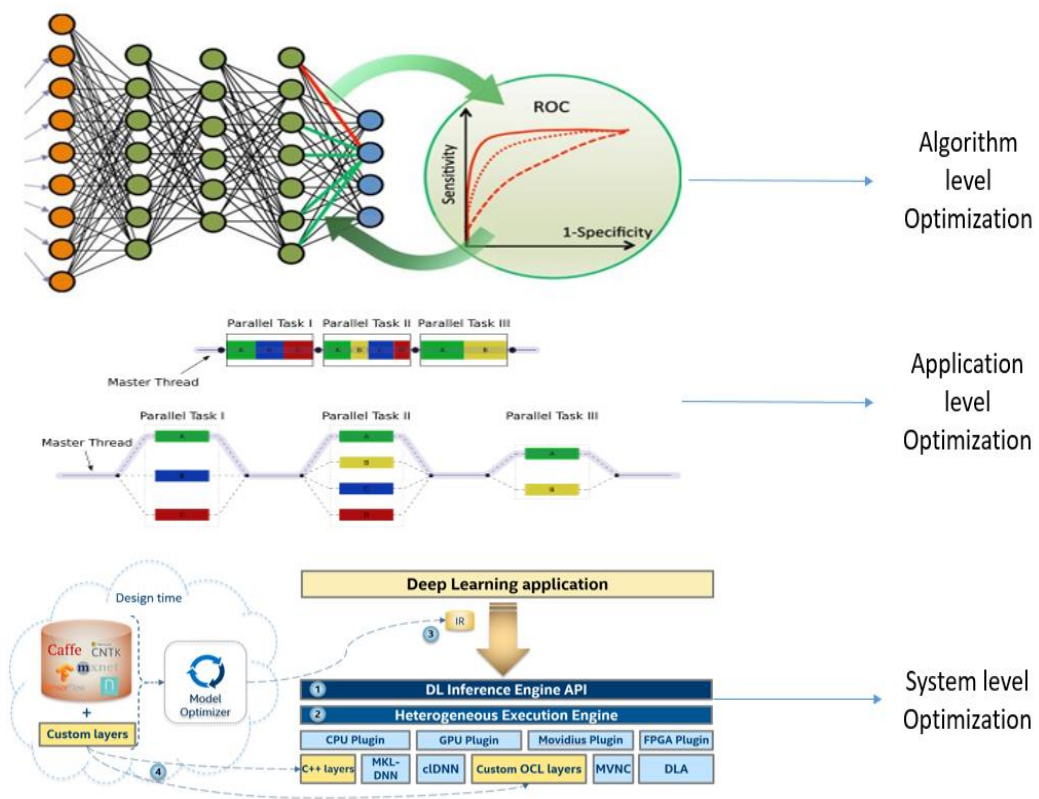 ROC
Sensitivity
1-Specificity
Algorithm
level
Optimization
Parallel Task I
Parallel Task II
Parallel Task III
A
B
A
B
Master Thread
Application
level
Optimization
Parallel Task I
Parallel Task II
Parallel Task III
Master Thread
A
A
B
A
B
Deep Learning application
Design time
IR
3
Caffe
CNTK
mxnet
n
+
Custom layers
Model
Optimizer
1 DL Inference Engine API
2 Heterogeneous Execution Engine
System level
Optimization
CPU Plugin
GPU Plugin
Movidius Plugin
FPGA Plugin
4
C++ layers
MKL-
DNN
clDNN
Custom OCL layers
MVNC
DLA